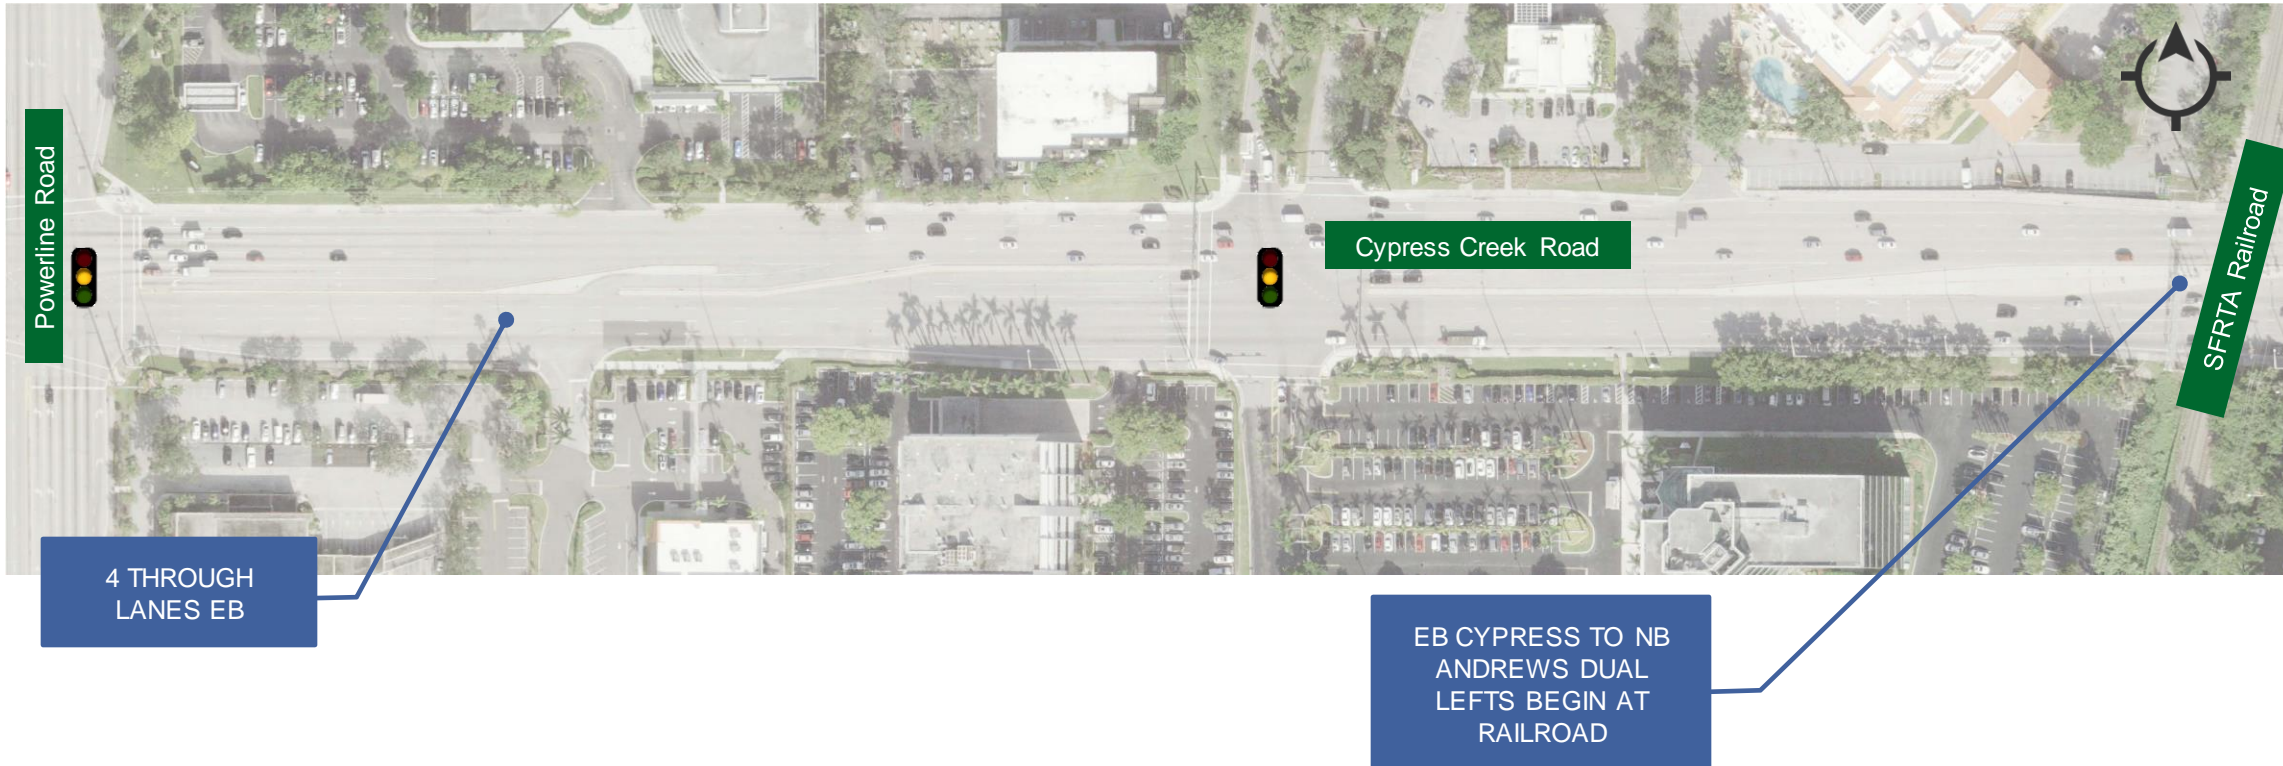 Powerline Road
Cypress Creek Road
SFRTA Railroad
4 THROUGH
LANES EB
EB CYPRESS TO NB
ANDREWS DUAL
LEFTS BEGIN AT
RAILROAD